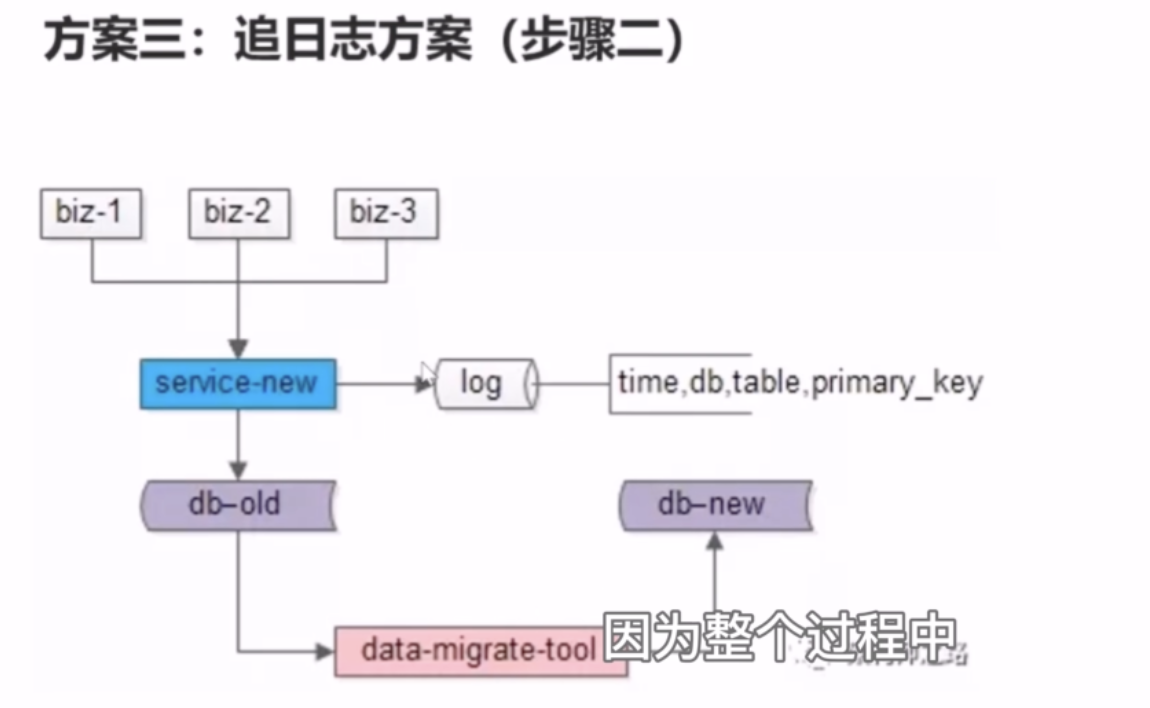 方案三：追日志方案（步骤二）
biz-1
biz-2
biz-3
service-new
log
time,db,table,primary_key
db–old
db–new
data-migrate-tool
因为整个过程中